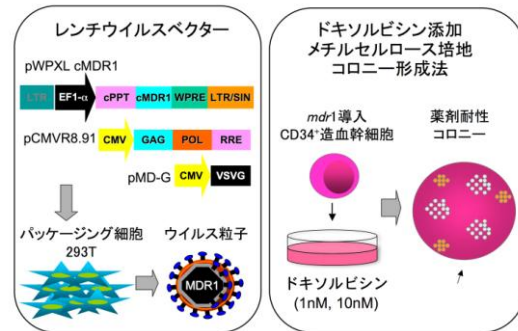 レンチウイルスベクター
pWPXL cMDR1
LTR EF1-α cPPT cMDR1 WPRE LTR/SIN
pCMVR8.91 CMV GAG POL RRE
pMD-G CMV VSVG
パッケージング細胞
293T
ウイルス粒子
MDR1
ドキソルビシン添加
メチルセルロース培地
コロニー形成法
mdr1導入
CD34⁺造血幹細胞
薬剤耐性
コロニー
ドキソルビシン
(1nM, 10nM)